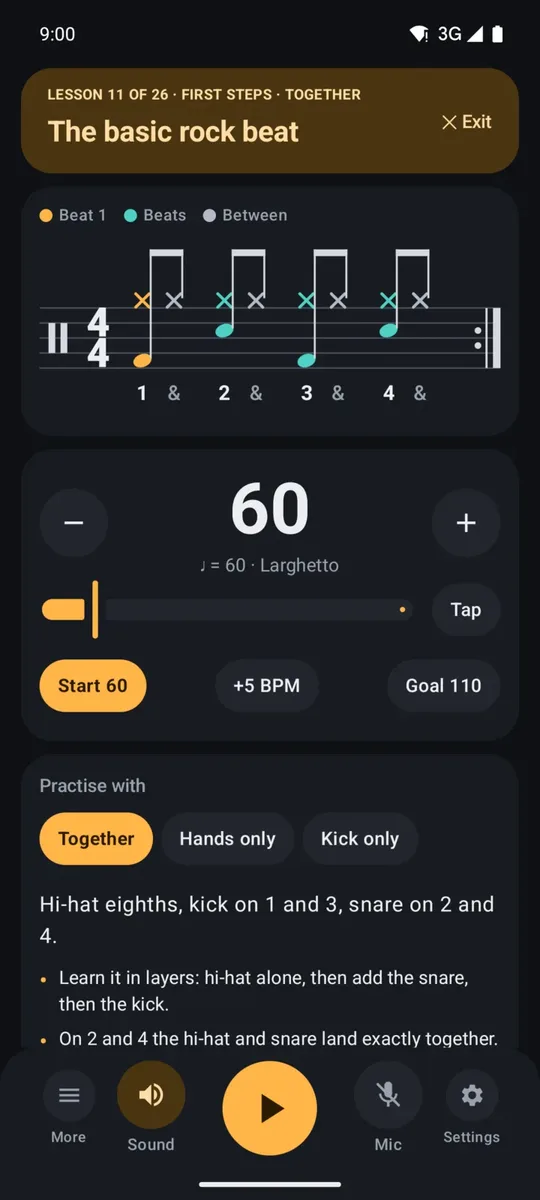 9:00
3G
LESSON 11 OF 26 · FIRST STEPS · TOGETHER
The basic rock beat
Exit
Beat 1 Beats Between
4
4
1 & 2 & 3 & 4 &
60
♩ = 60 · Larghetto
Tap
Start 60 +5 BPM Goal 110
Practise with
Together Hands only Kick only
Hi-hat eighths, kick on 1 and 3, snare on 2 and
4.
• Learn it in layers: hi-hat alone, then add the snare,
then the kick.
• On 2 and 4 the hi-hat and snare land exactly together.
More Sound Mic Settings